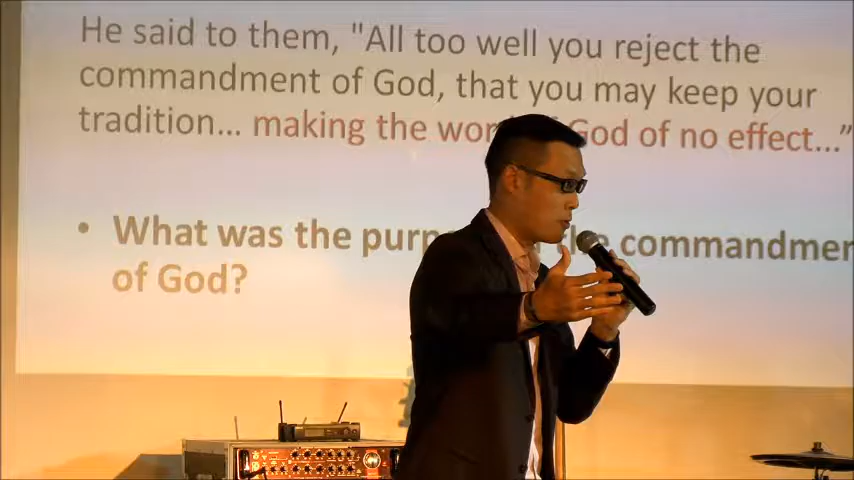 He said to them, "All too well you reject the
commandment of God, that you may keep your
tradition... making the God of no effect...”
• What was the commandmen
of God?